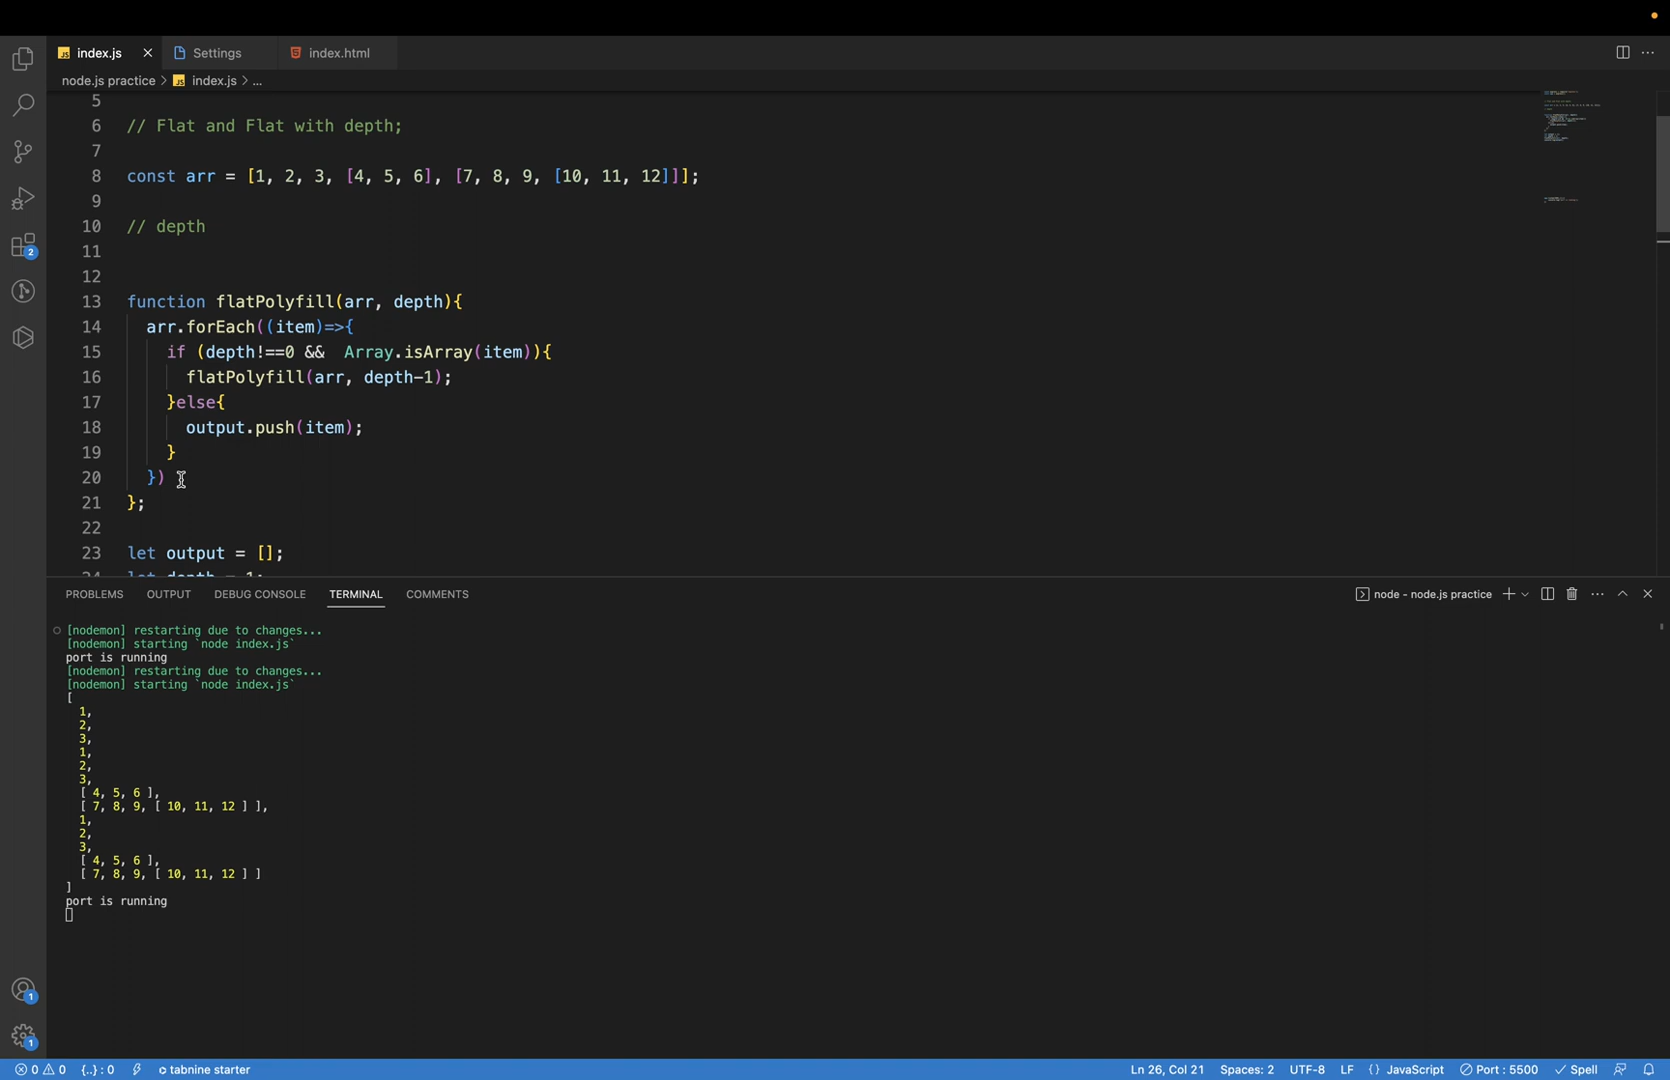 index.js
Settings
index.html
node.js practice > index.js > ...
5
6 // Flat and Flat with depth;
7
8 const arr = [1, 2, 3, [4, 5, 6], [7, 8, 9, [10, 11, 12]]];
9
10 // depth
11
12
13 function flatPolyfill(arr, depth){
14 arr.forEach((item)=>{
15 if (depth!==0 &&  Array.isArray(item)){
16 flatPolyfill(arr, depth-1);
17 }else{
18 output.push(item);
19 }
20 })
21 };
22
23 let output = [];
24 let depth = 1;
PROBLEMS OUTPUT DEBUG CONSOLE TERMINAL COMMENTS
node - node.js practice
[nodemon] restarting due to changes...
[nodemon] starting `node index.js`
port is running
[nodemon] restarting due to changes...
[nodemon] starting `node index.js`
[
1,
2,
3,
1,
2,
3,
[ 4, 5, 6 ],
[ 7, 8, 9, [ 10, 11, 12 ] ],
1,
2,
3,
[ 4, 5, 6 ],
[ 7, 8, 9, [ 10, 11, 12 ] ]
]
port is running
2
1
1
0 0 {..} : 0 tabnine starter Ln 26, Col 21 Spaces: 2 UTF-8 LF {} JavaScript Port : 5500 Spell